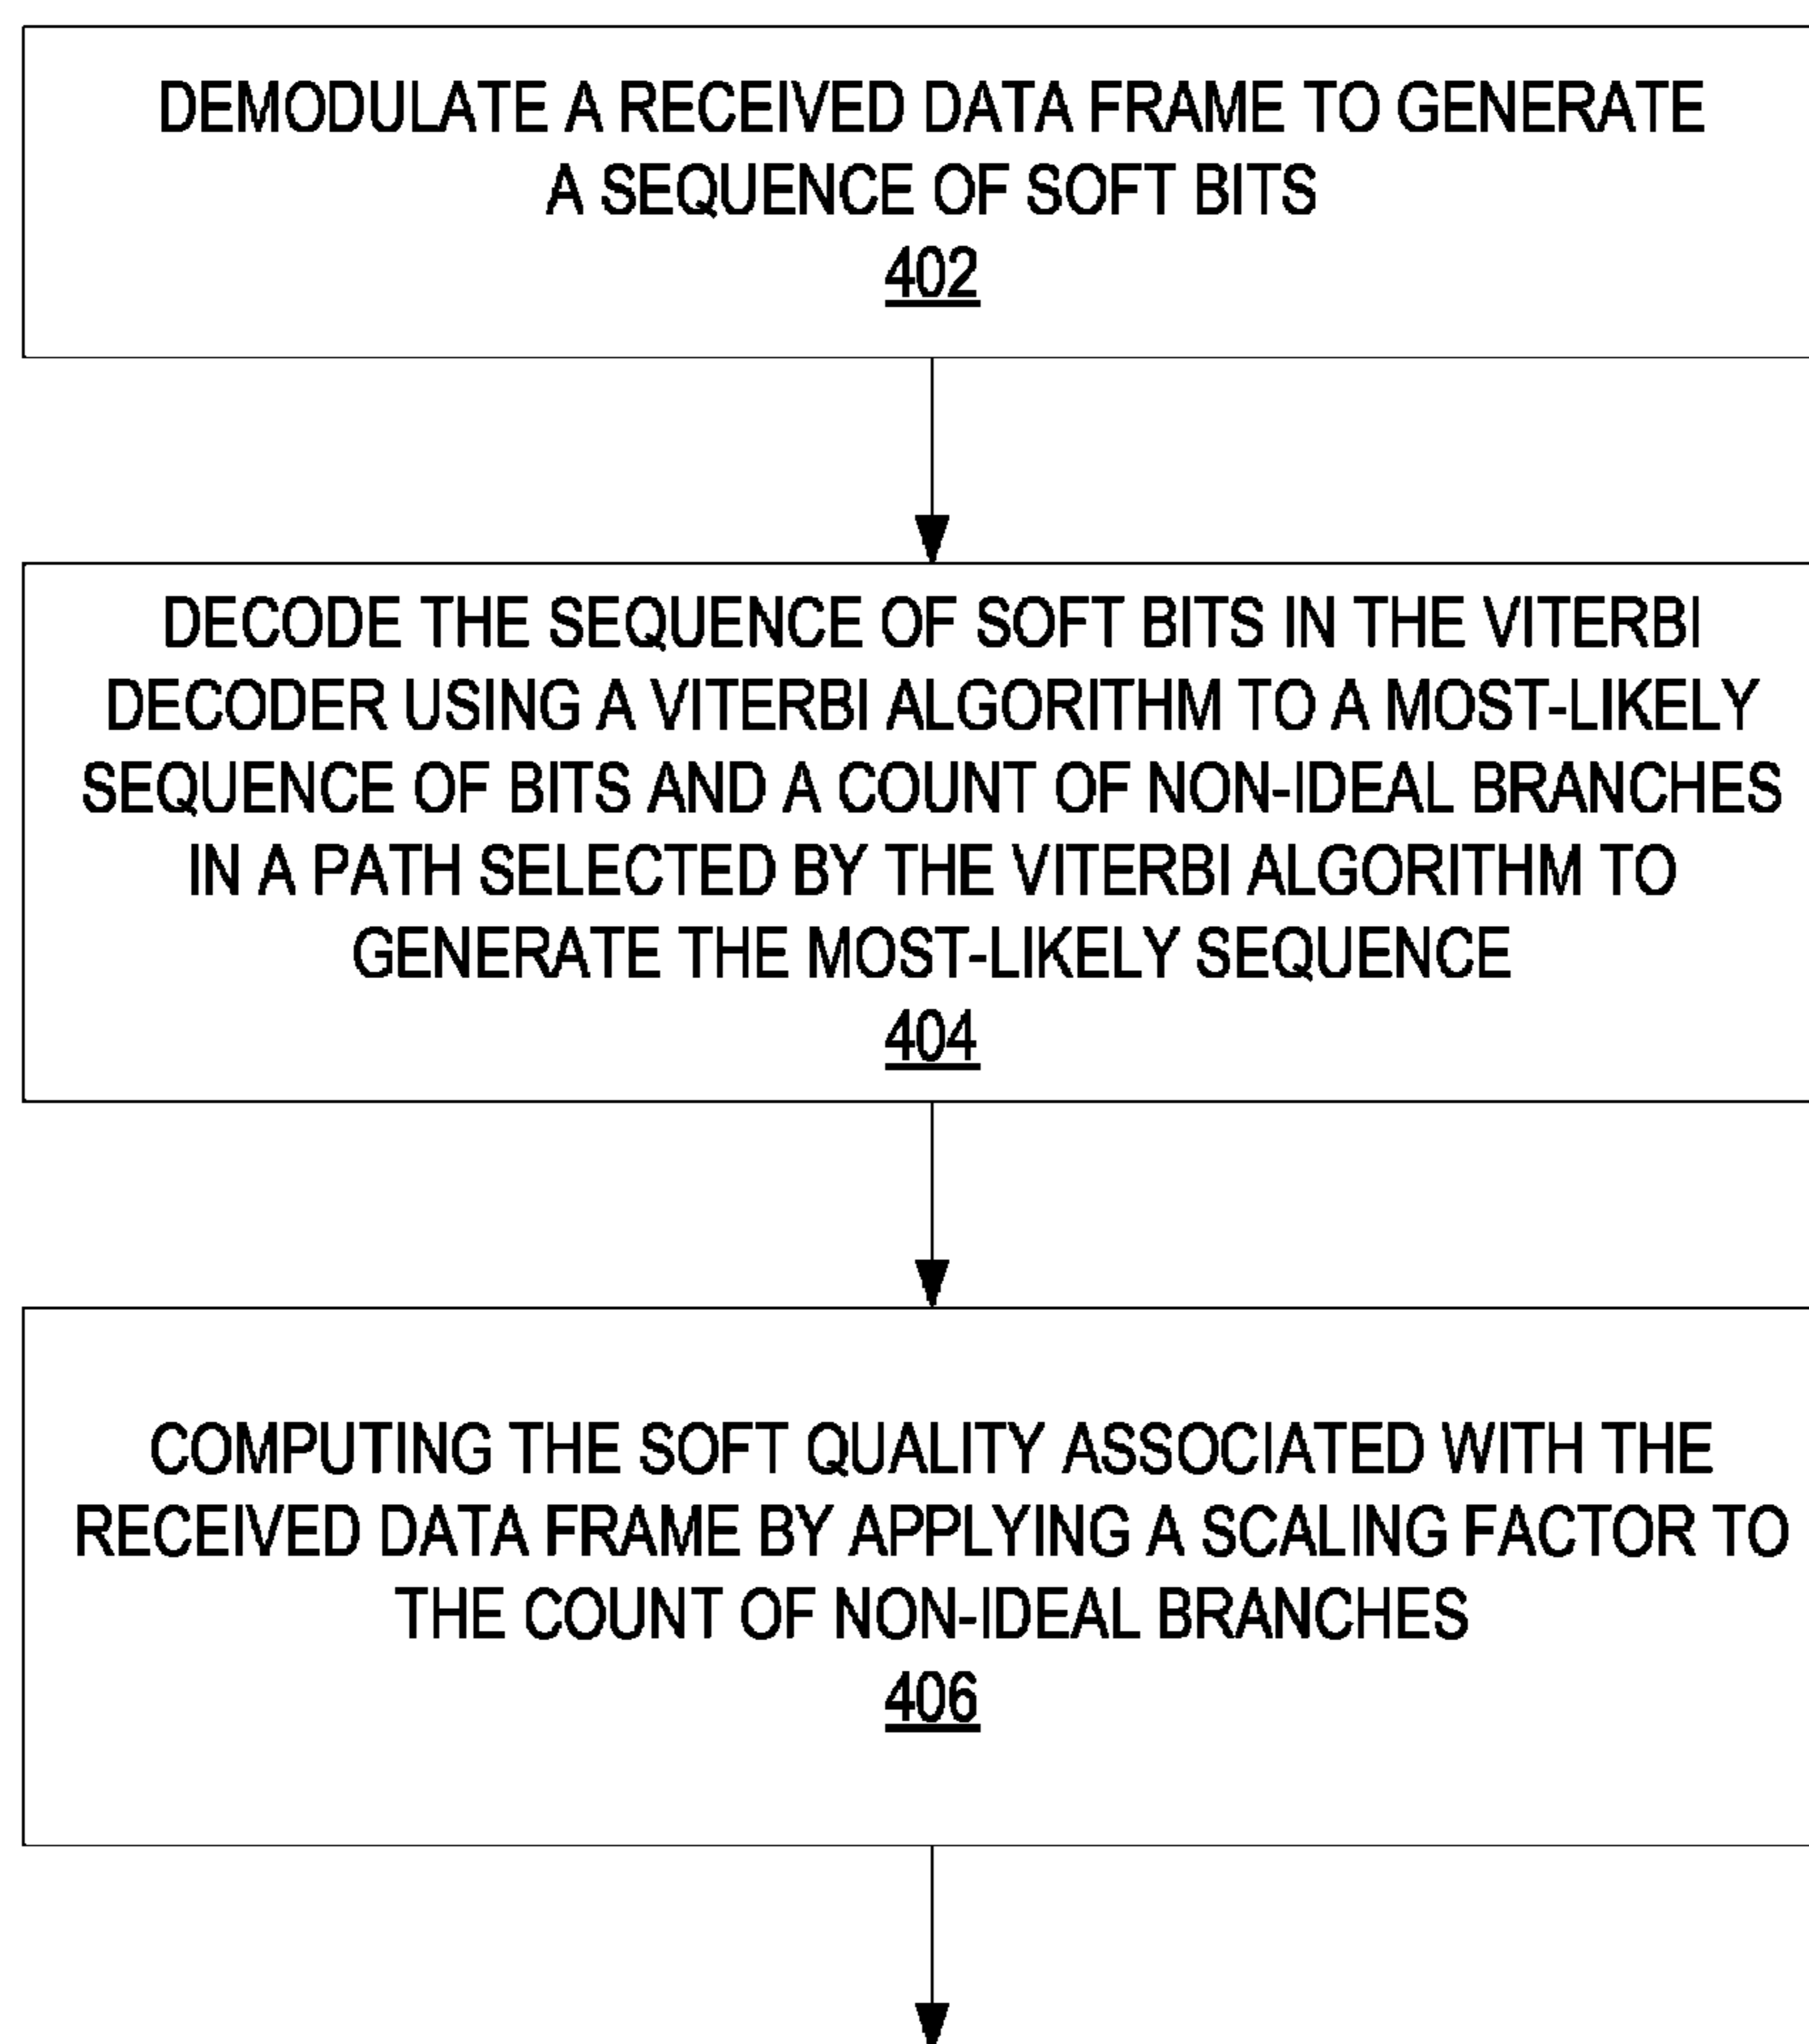 DEMODULATE A RECEIVED DATA FRAME TO GENERATE
A SEQUENCE OF SOFT BITS
402
DECODE THE SEQUENCE OF SOFT BITS IN THE VITERBI
DECODER USING A VITERBI ALGORITHM TO A MOST-LIKELY
SEQUENCE OF BITS AND A COUNT OF NON-IDEAL BRANCHES
IN A PATH SELECTED BY THE VITERBI ALGORITHM TO
GENERATE THE MOST-LIKELY SEQUENCE
404
COMPUTING THE SOFT QUALITY ASSOCIATED WITH THE
RECEIVED DATA FRAME BY APPLYING A SCALING FACTOR TO
THE COUNT OF NON-IDEAL BRANCHES
406